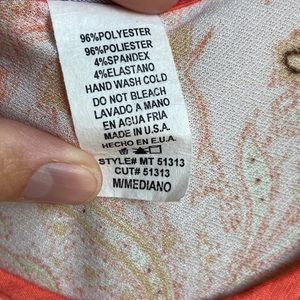 96%POLYESTER
96%POLIESTER
4%SPANDEX
4%ELASTANO
HAND WASH COLD
DO NOT BLEACH
LAVADO A MANO
EN AGUA FRIA
MADE IN U.S.A.
HECHO EN E.U.A.
STYLE# MT 51313
CUT# 51313
M/MEDIANO